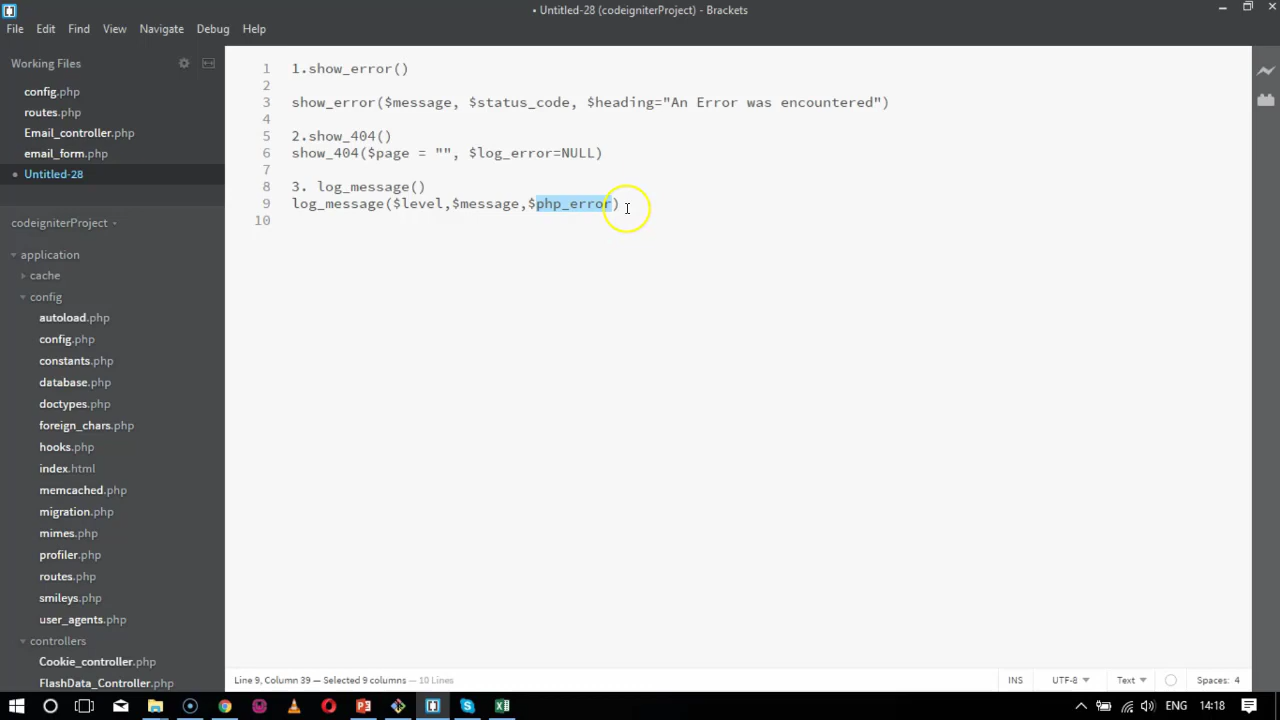 • Untitled-28 (codeigniterProject) - Brackets
File Edit Find View Navigate Debug Help
Working Files
config.php
routes.php
Email_controller.php
email_form.php
• Untitled-28
codeigniterProject
application
cache
config
autoload.php
config.php
constants.php
database.php
doctypes.php
foreign_chars.php
hooks.php
index.html
memcached.php
migration.php
mimes.php
profiler.php
routes.php
smileys.php
user_agents.php
controllers
Cookie_controller.php
FlashData_Controller.php
1 1.show_error()
2
3 show_error($message, $status_code, $heading="An Error was encountered")
4
5 2.show_404()
6 show_404($page = "", $log_error=NULL)
7
8 3. log_message()
9 log_message($level,$message,$php_error)
10
Line 9, Column 39 — Selected 9 columns — 10 Lines
INS UTF-8 Text Spaces: 4
ENG 14:18